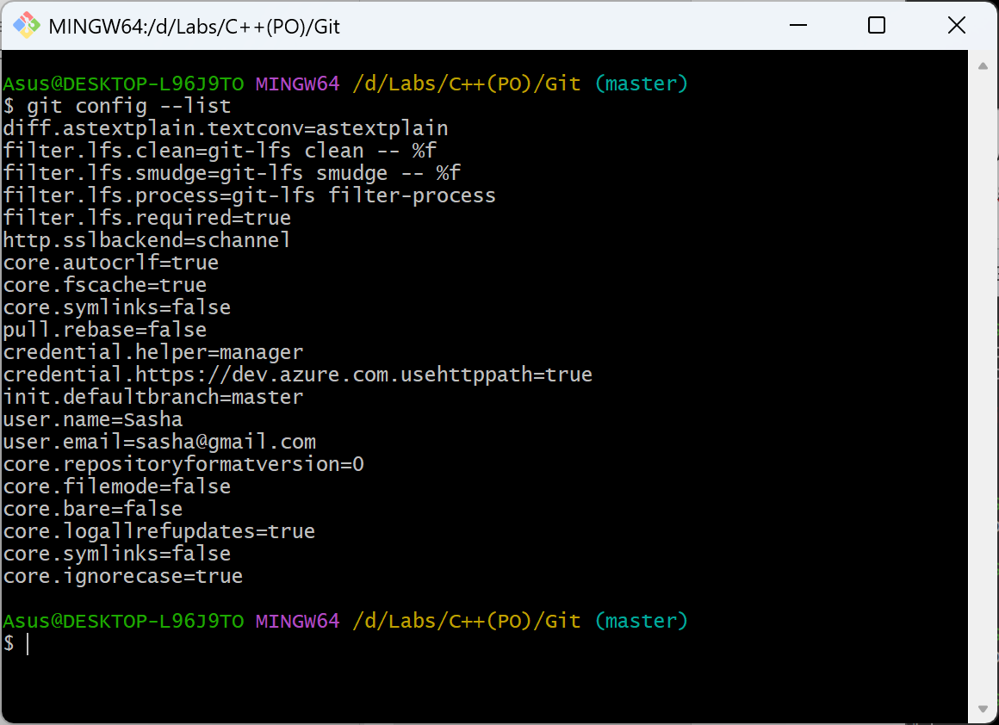 MINGW64:/d/Labs/C++(PO)/Git
Asus@DESKTOP-L96J9TO MINGW64 /d/Labs/C++(PO)/Git (master)
$ git config --list
diff.astextplain.textconv=astextplain
filter.lfs.clean=git-lfs clean -- %f
filter.lfs.smudge=git-lfs smudge -- %f
filter.lfs.process=git-lfs filter-process
filter.lfs.required=true
http.sslbackend=schannel
core.autocrlf=true
core.fscache=true
core.symlinks=false
pull.rebase=false
credential.helper=manager
credential.https://dev.azure.com.usehttppath=true
init.defaultbranch=master
user.name=Sasha
user.email=sasha@gmail.com
core.repositoryformatversion=0
core.filemode=false
core.bare=false
core.logallrefupdates=true
core.symlinks=false
core.ignorecase=true
Asus@DESKTOP-L96J9TO MINGW64 /d/Labs/C++(PO)/Git (master)
$